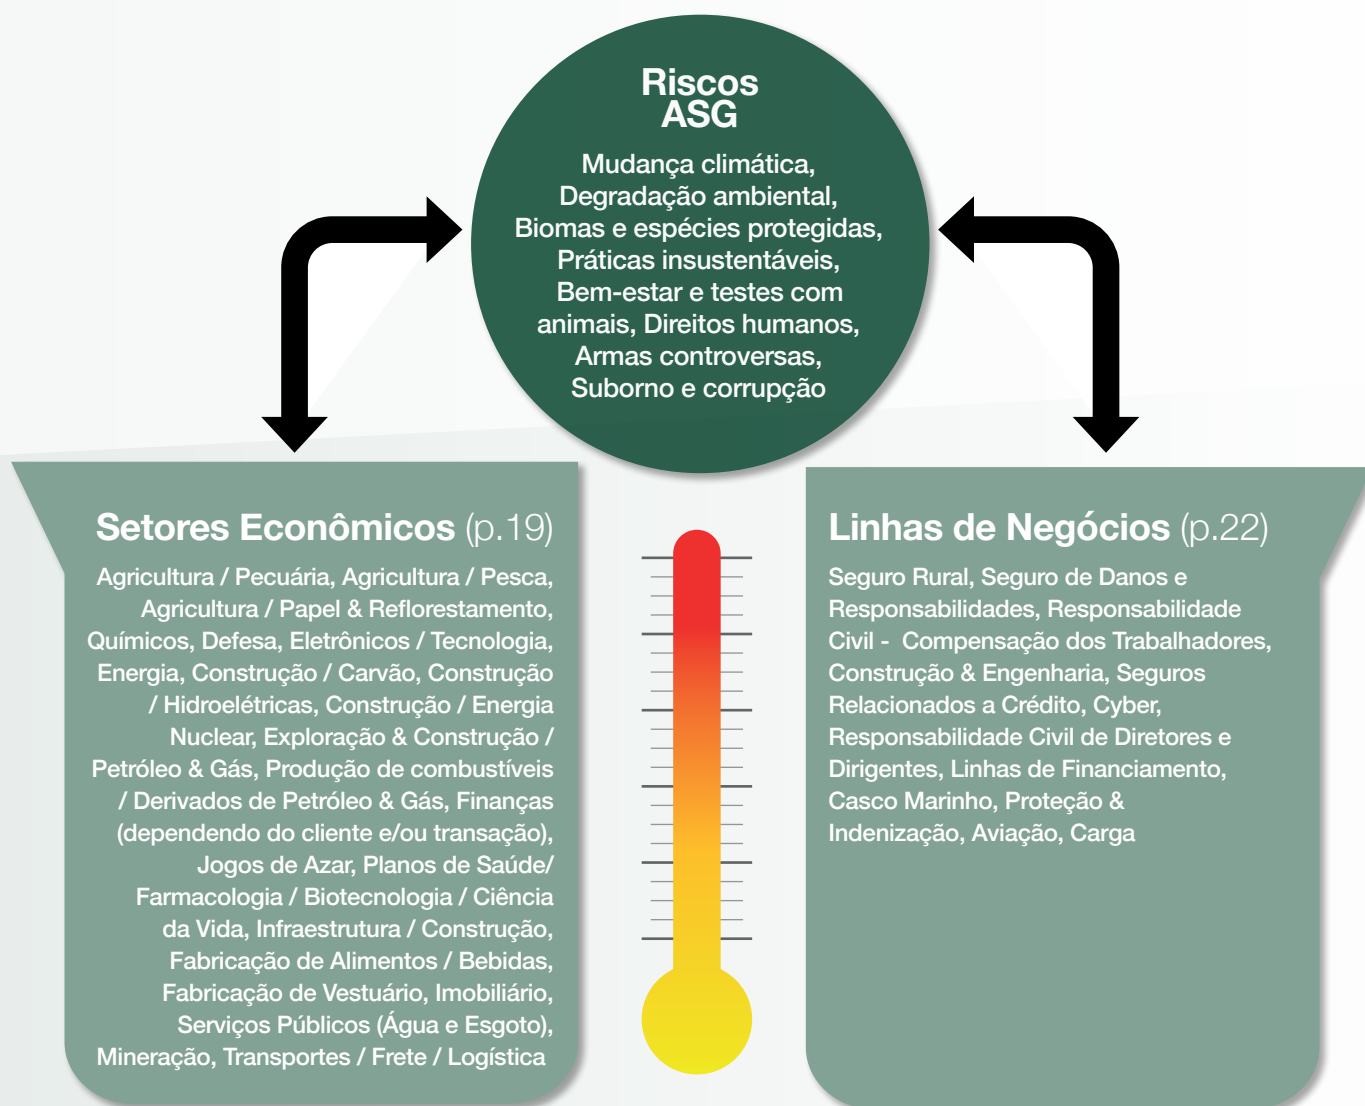 Riscos
ASG
Mudança climática,
Degradação ambiental,
Biomas e espécies protegidas,
Práticas insustentáveis,
Bem-estar e testes com
animais, Direitos humanos,
Armas controversas,
Suborno e corrupção
Setores Econômicos (p.19)
Agricultura / Pecuária, Agricultura / Pesca,
Agricultura / Papel & Reflorestamento,
Químicos, Defesa, Eletrônicos / Tecnologia,
Energia, Construção / Carvão, Construção
/ Hidroelétricas, Construção / Energia
Nuclear, Exploração & Construção /
Petróleo & Gás, Produção de combustíveis
/ Derivados de Petróleo & Gás, Finanças
(dependendo do cliente e/ou transação),
Jogos de Azar, Planos de Saúde/
Farmacologia / Biotecnologia / Ciência
da Vida, Infraestrutura / Construção,
Fabricação de Alimentos / Bebidas,
Fabricação de Vestuário, Imobiliário,
Serviços Públicos (Água e Esgoto),
Mineração, Transportes / Frete / Logística
Linhas de Negócios (p.22)
Seguro Rural, Seguro de Danos e
Responsabilidades, Responsabilidade
Civil -  Compensação dos Trabalhadores,
Construção & Engenharia, Seguros
Relacionados a Crédito, Cyber,
Responsabilidade Civil de Diretores e
Dirigentes, Linhas de Financiamento,
Casco Marinho, Proteção &
Indenização, Aviação, Carga